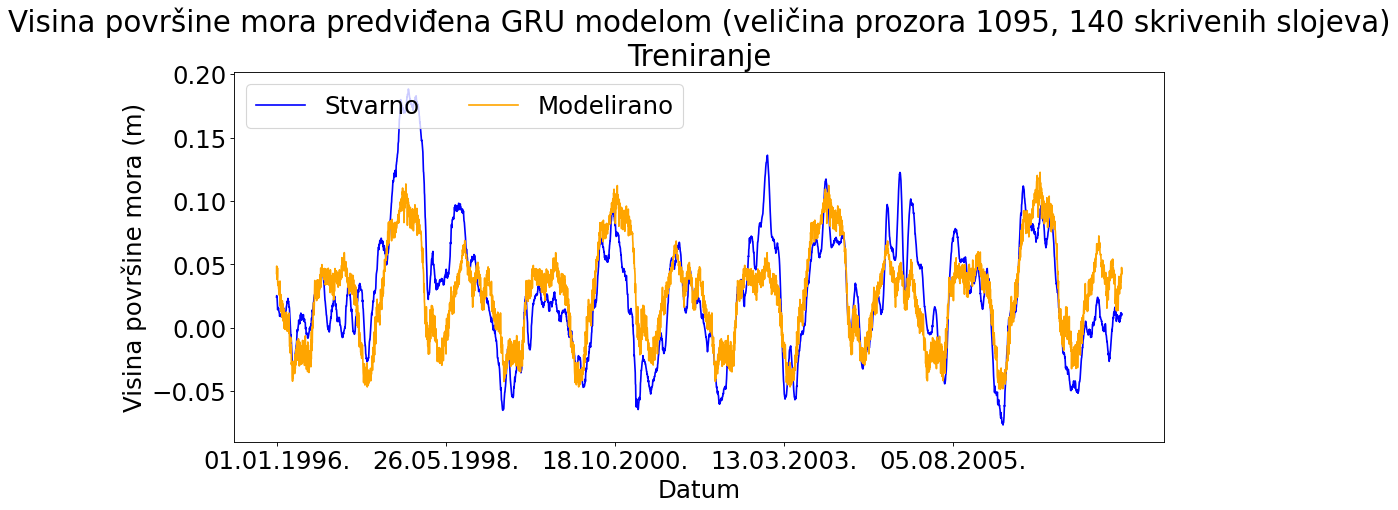 Visina površine mora predviđena GRU modelom (veličina prozora 1095, 140 skrivenih slojeva)
Treniranje
Stvarno
Modelirano
Visina površine mora (m)
0.20
0.15
0.10
0.05
0.00
−0.05
01.01.1996.
26.05.1998.
18.10.2000.
13.03.2003.
05.08.2005.
Datum